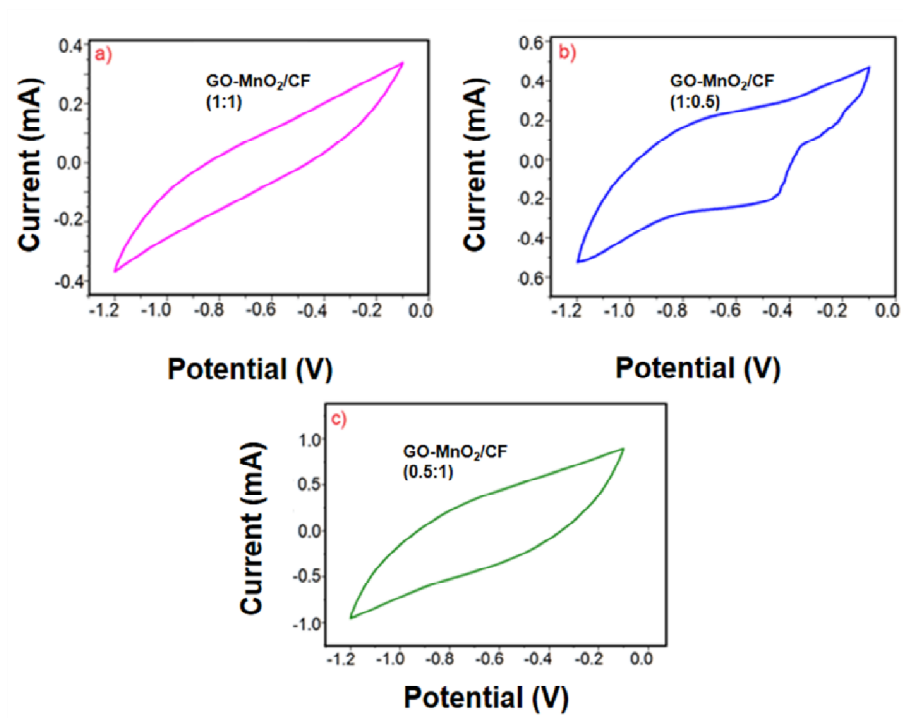 a)
GO-MnO₂/CF
(1:1)
Current (mA)
0.4
0.2
0.0
-0.2
-0.4
-1.2 -1.0 -0.8 -0.6 -0.4 -0.2 0.0
Potential (V)
b)
GO-MnO₂/CF
(1:0.5)
Current (mA)
0.6
0.4
0.2
0.0
0.2
0.4
0.6
-1.2 -1.0 -0.8 -0.6 -0.4 -0.2 0.0
Potential (V)
c)
GO-MnO₂/CF
(0.5:1)
Current (mA)
1.0
0.5
0.0
-0.5
-1.0
-1.2 -1.0 -0.8 -0.6 -0.4 -0.2 0.0
Potential (V)